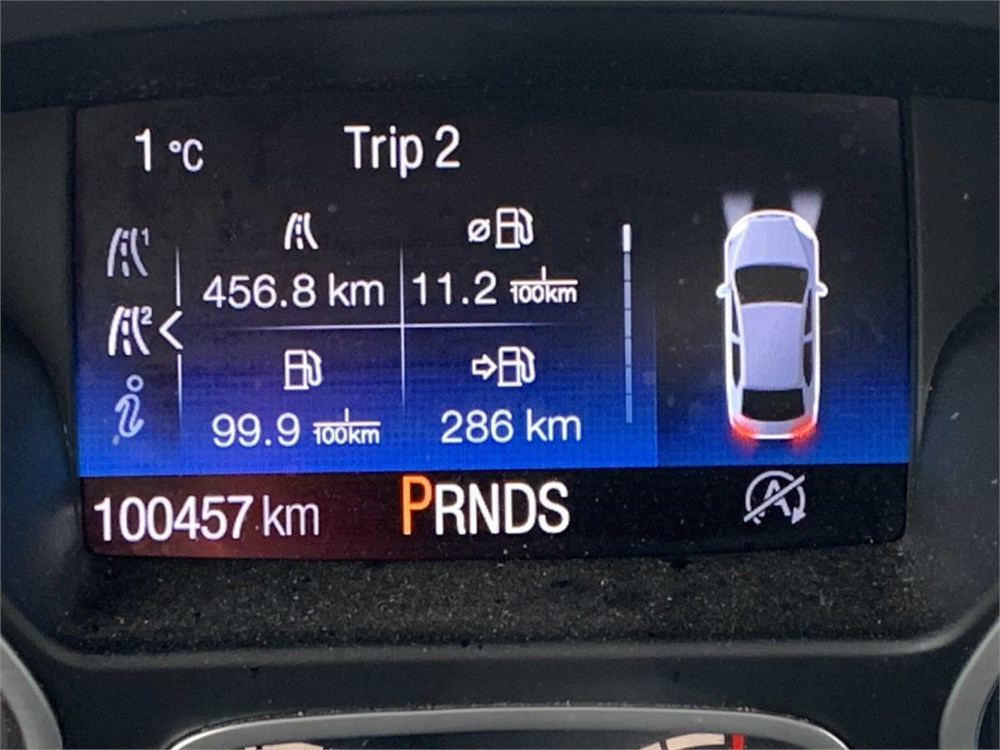 1 °C Trip 2
1
456.8 km 11.2 l/100km
2 <
i
99.9 l/100km 286 km
100457 km PRNDS
A